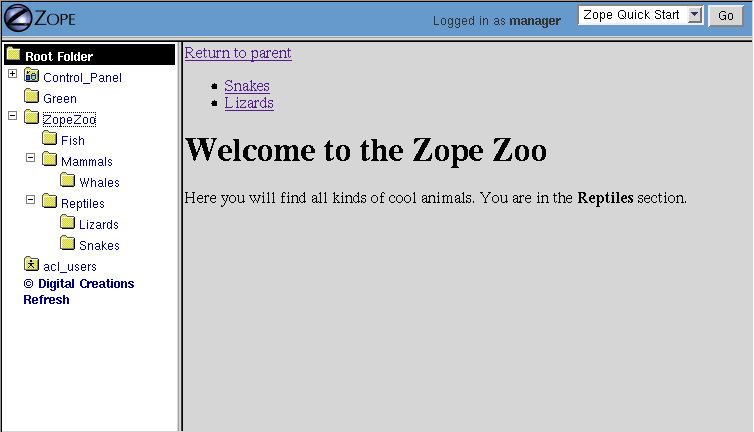 ZOPE
Logged in as manager
Zope Quick Start
Go
Root Folder
Control_Panel
Green
ZopeZoo
Fish
Mammals
Whales
Reptiles
Lizards
Snakes
acl_users
© Digital Creations
Refresh
Return to parent
Snakes
Lizards
Welcome to the Zope Zoo
Here you will find all kinds of cool animals. You are in the Reptiles section.